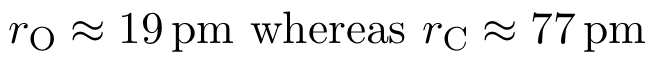 r_O ≈ 19 pm whereas r_C ≈ 77 pm